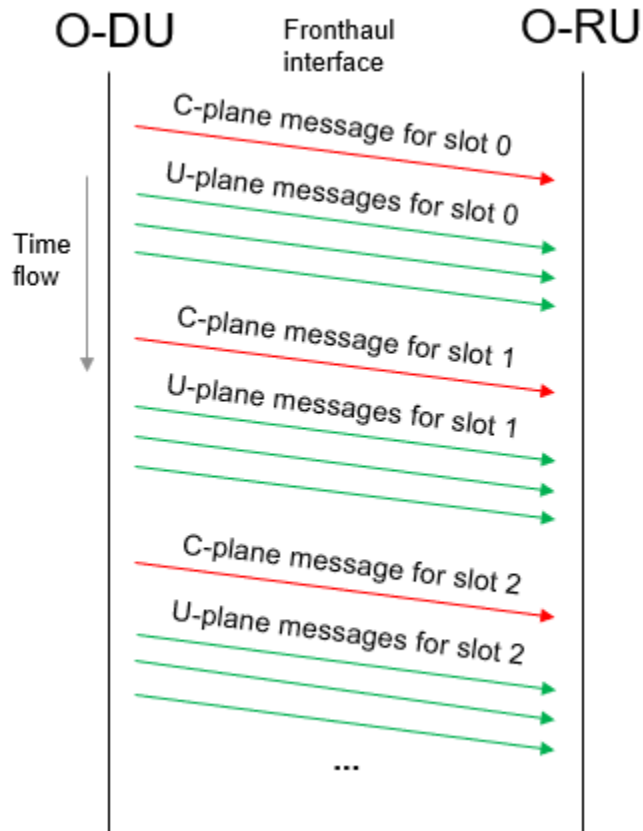 O-DU
Fronthaul
interface
O-RU
C-plane message for slot 0
U-plane messages for slot 0
Time
flow
C-plane message for slot 1
U-plane messages for slot 1
C-plane message for slot 2
U-plane messages for slot 2
...